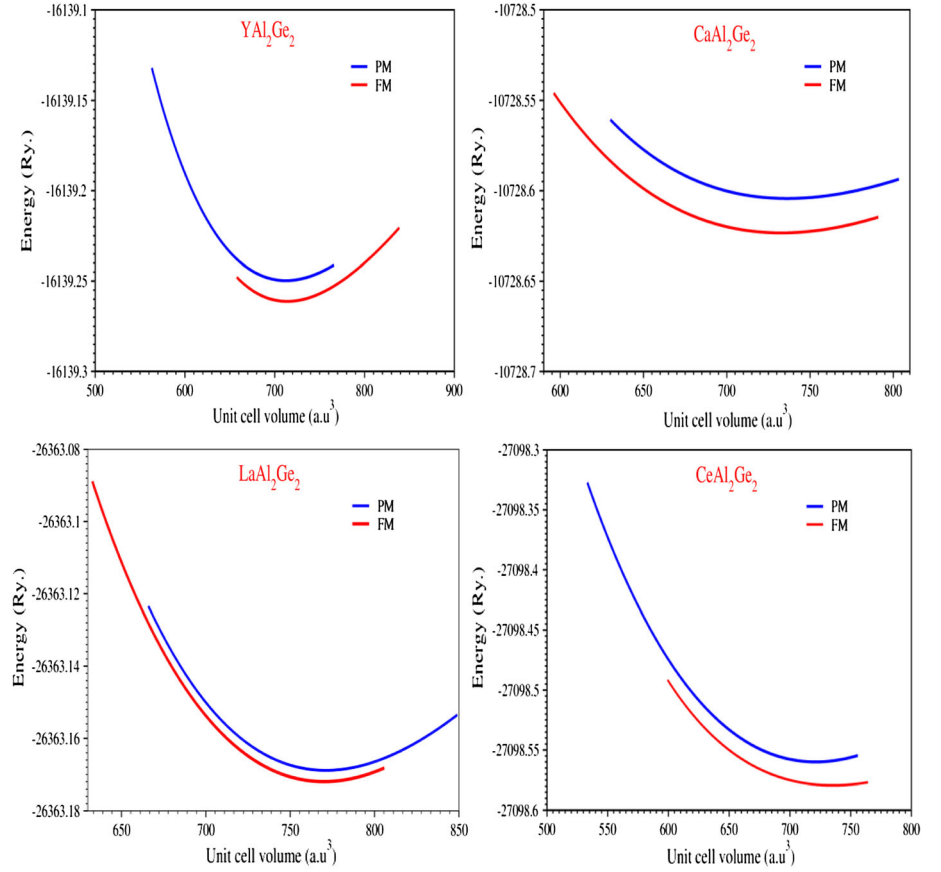 YAl₂Ge₂
PM
FM
-16139.1
-16139.15
-16139.2
-16139.25
-16139.3
Energy (Ry.)
500 600 700 800 900
Unit cell volume (a.u³)
CaAl₂Ge₂
PM
FM
-10728.5
-10728.55
-10728.6
-10728.65
-10728.7
Energy (Ry.)
600 650 700 750 800
Unit cell volume (a.u³)
LaAl₂Ge₂
PM
FM
-26363.08
-26363.1
-26363.12
-26363.14
-26363.16
-26363.18
Energy (Ry.)
650 700 750 800 850
Unit cell volume (a.u³)
CeAl₂Ge₂
PM
FM
-27098.3
-27098.35
-27098.4
-27098.45
-27098.5
-27098.55
-27098.6
Energy (Ry.)
500 550 600 650 700 750 800
Unit cell volume (a.u³)